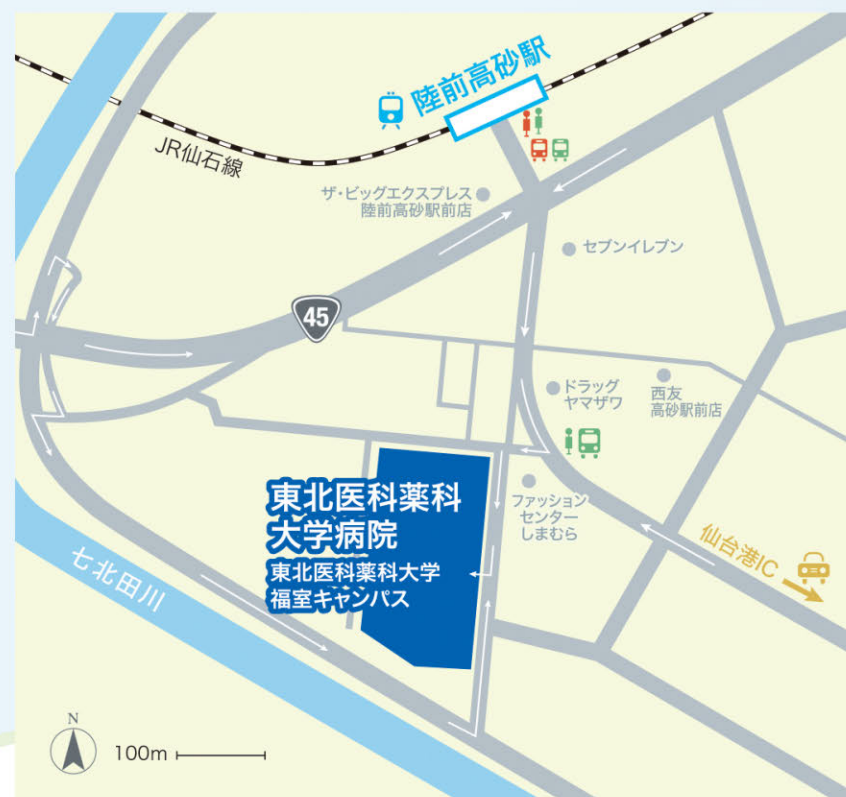 陸前高砂駅
JR仙石線
ザ・ビッグエクスプレス
陸前高砂駅前店
セブンイレブン
45
ドラッグ
ヤマザワ
西友
高砂駅前店
東北医科薬科
大学病院
東北医科薬科大学
福室キャンパス
ファッション
センター
しまむら
仙台港IC
七北田川
N
100m